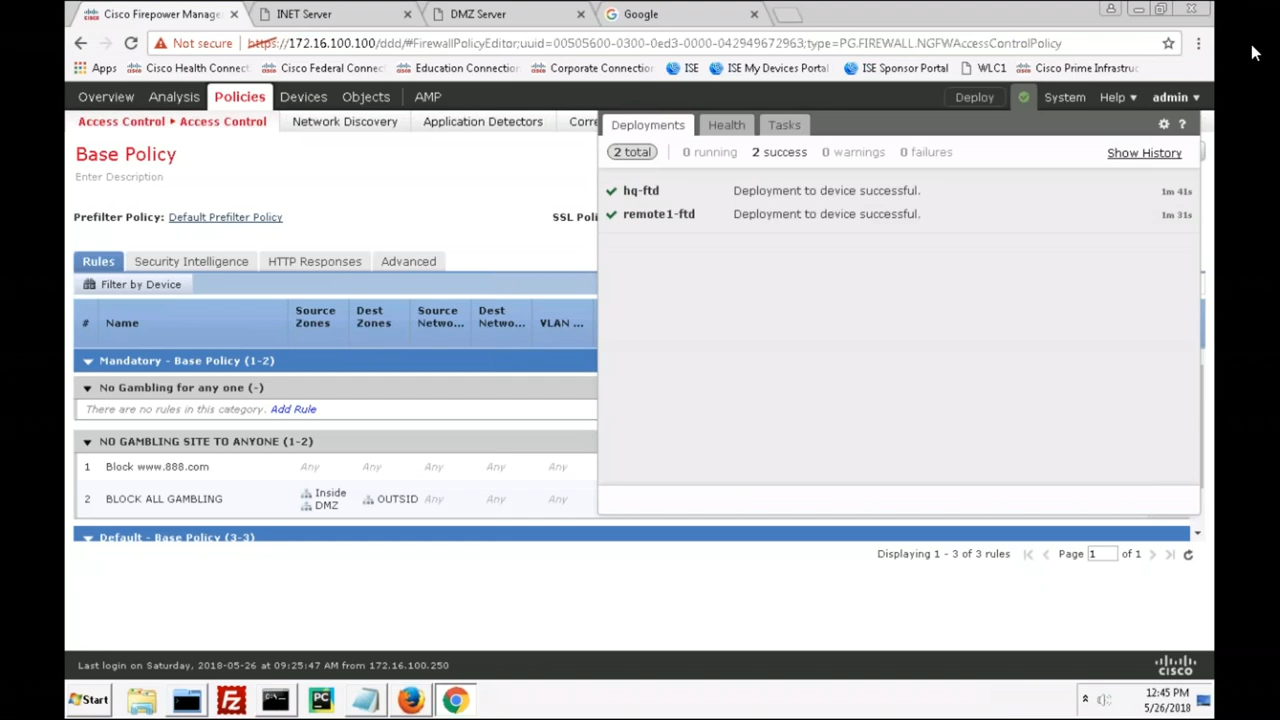 Cisco Firepower Manage
INET Server
DMZ Server
Google
Not secure
https://172.16.100.100/ddd/#FirewallPolicyEditor;uuid=00505600-0300-0ed3-0000-042949672963;type=PG.FIREWALL.NGFWAccessControlPolicy
Apps
Cisco Health Connect
Cisco Federal Connec
Education Connection
Corporate Connection
ISE
ISE My Devices Portal
ISE Sponsor Portal
WLC1
Cisco Prime Infrastruc
Overview Analysis Policies Devices Objects AMP
Deploy System Help admin
Access Control Access Control Network Discovery Application Detectors Corre
Deployments Health Tasks
Base Policy
Enter Description
2 total 0 running 2 success 0 warnings 0 failures Show History
hq-ftd Deployment to device successful. 1m 41s
remote1-ftd Deployment to device successful. 1m 31s
Prefilter Policy: Default Prefilter Policy
SSL Poli
Rules Security Intelligence HTTP Responses Advanced
Filter by Device
# Name Source Zones Dest Zones Source Netwo... Dest Netwo... VLAN ...
Mandatory - Base Policy (1-2)
No Gambling for any one (-)
There are no rules in this category. Add Rule
NO GAMBLING SITE TO ANYONE (1-2)
1 Block www.888.com Any Any Any Any Any
2 BLOCK ALL GAMBLING Inside DMZ OUTSID Any Any Any
Default - Base Policy (3-3)
Displaying 1 - 3 of 3 rules Page 1 of 1
Last login on Saturday, 2018-05-26 at 09:25:47 AM from 172.16.100.250
CISCO
Start
PC
12:45 PM
5/26/2018